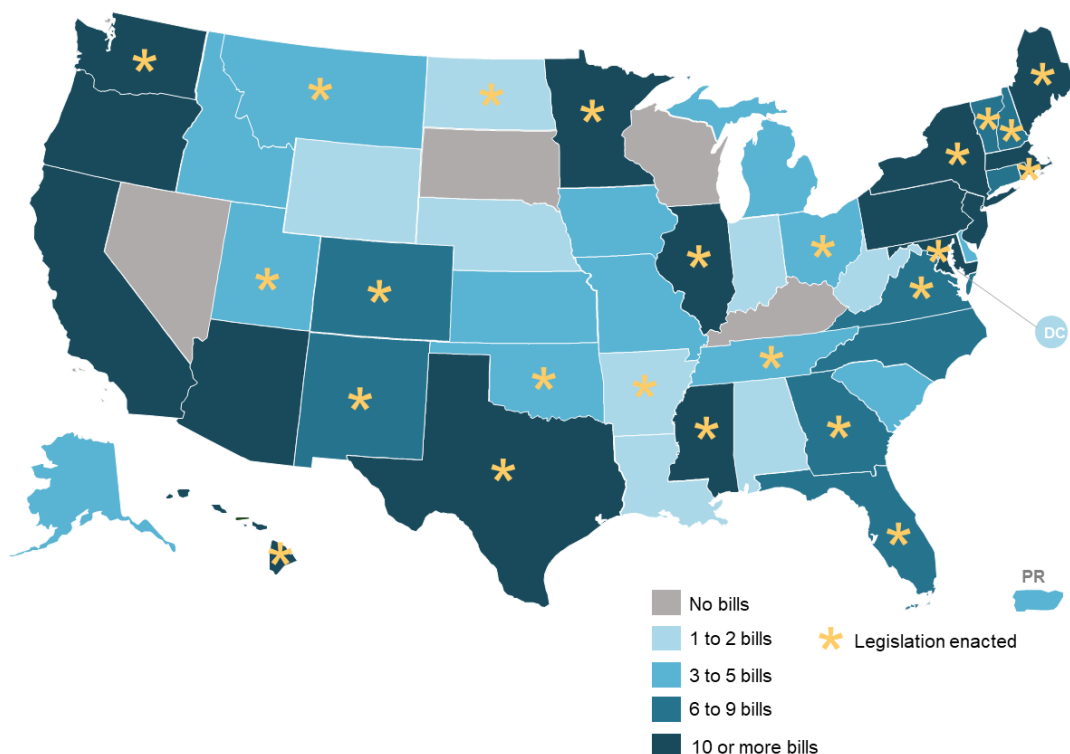 DC
PR
No bills
1 to 2 bills
Legislation enacted
3 to 5 bills
6 to 9 bills
10 or more bills